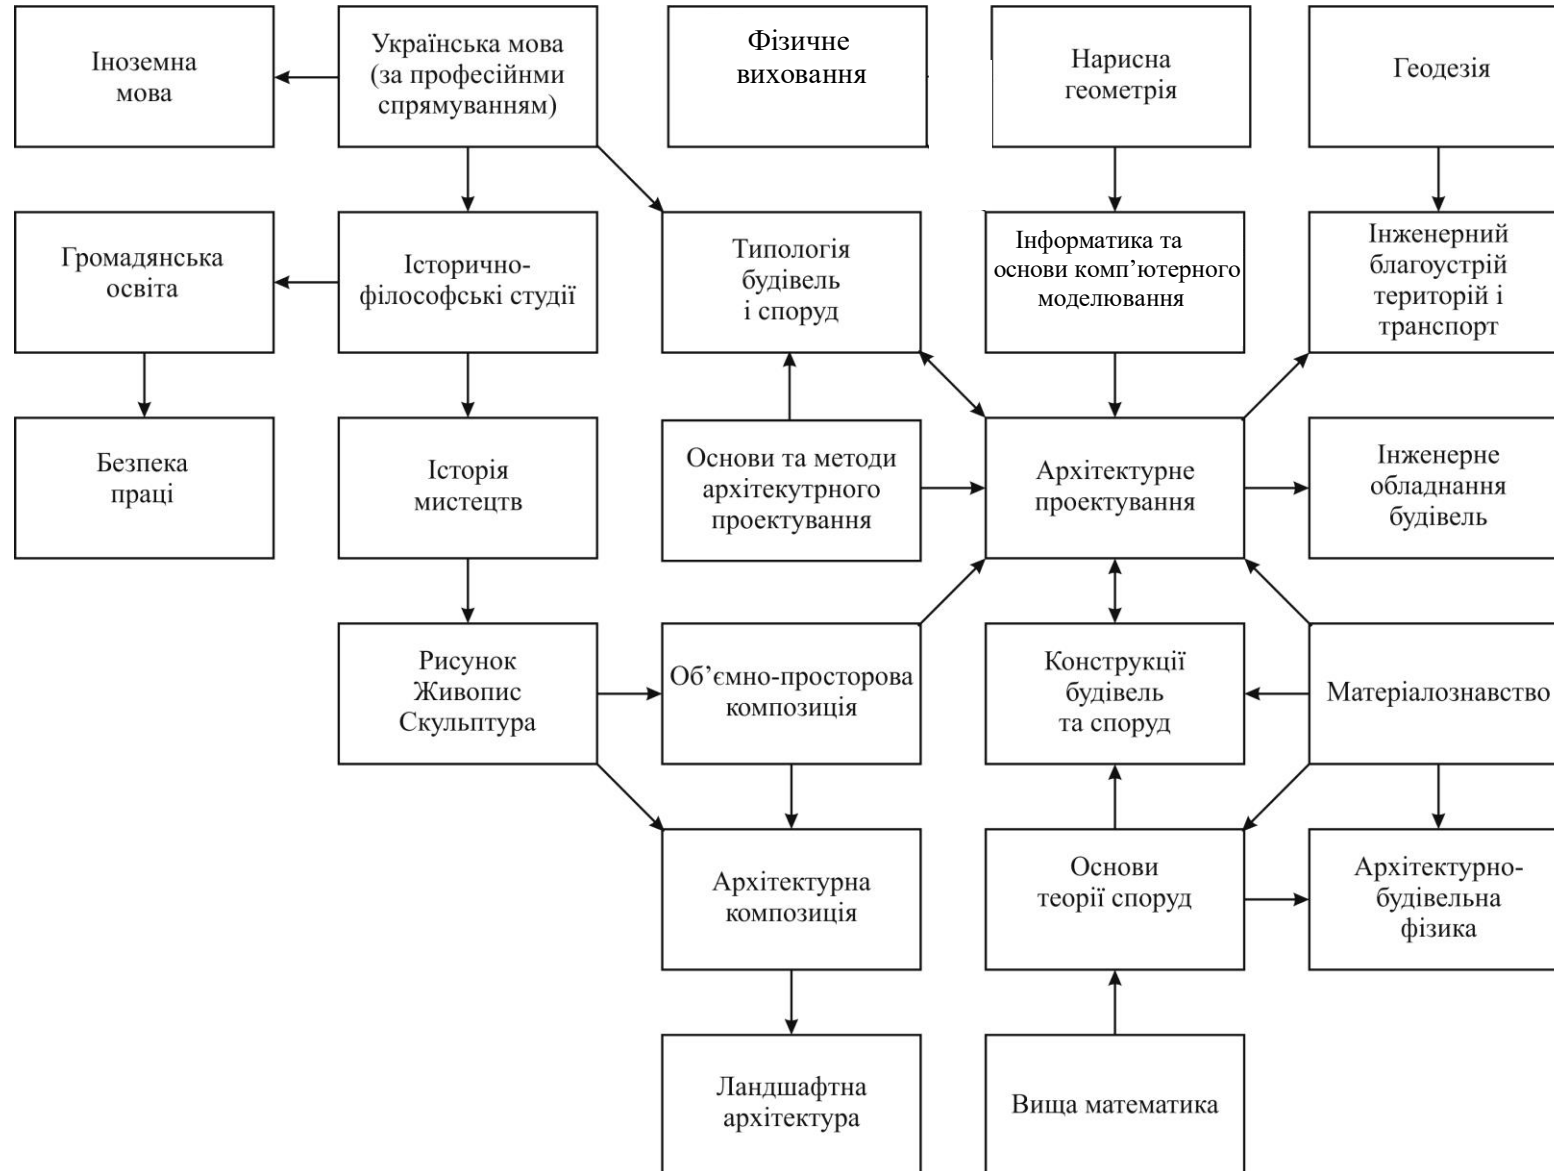 Іноземна
мова
Українська мова
(за професійнми
спрямуванням)
Фізичне
виховання
Нарисна
геометрія
Геодезія
Громадянська
освіта
Історично-
філософські студії
Типологія
будівель
і споруд
Інформатика та
основи комп’ютерного
моделювання
Інженерний
благоустрій
територій і
транспорт
Безпека
праці
Історія
мистецтв
Основи та методи
архітекутрного
проектування
Архітектурне
проектування
Інженерне
обладнання
будівель
Рисунок
Живопис
Скульптура
Об’ємно-просторова
композиція
Конструкції
будівель
та споруд
Матеріалознавство
Архітектурна
композиція
Основи
теорії споруд
Архітектурно-
будівельна
фізика
Ландшафтна
архітектура
Вища математика